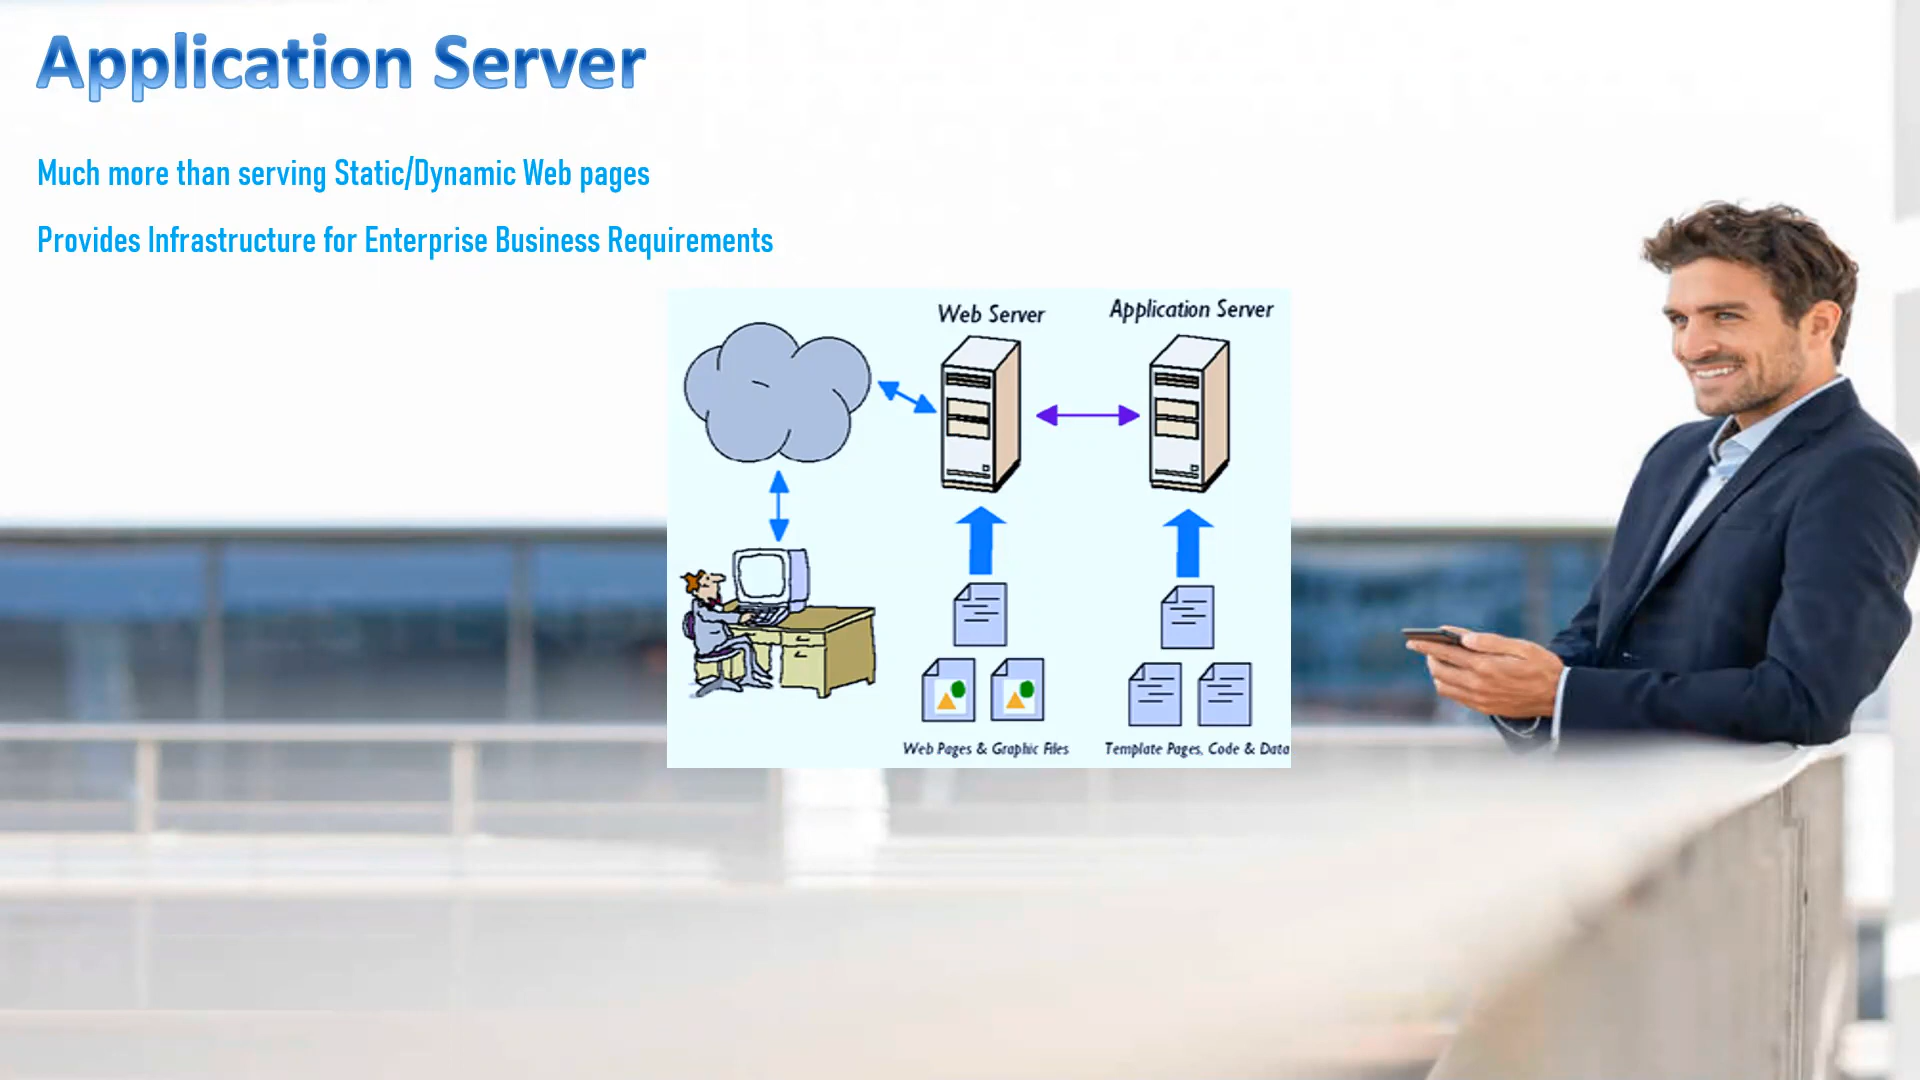 Application Server
Much more than serving Static/Dynamic Web pages
Provides Infrastructure for Enterprise Business Requirements
Web Server
Application Server
Web Pages & Graphic Files
Template Pages, Code & Data